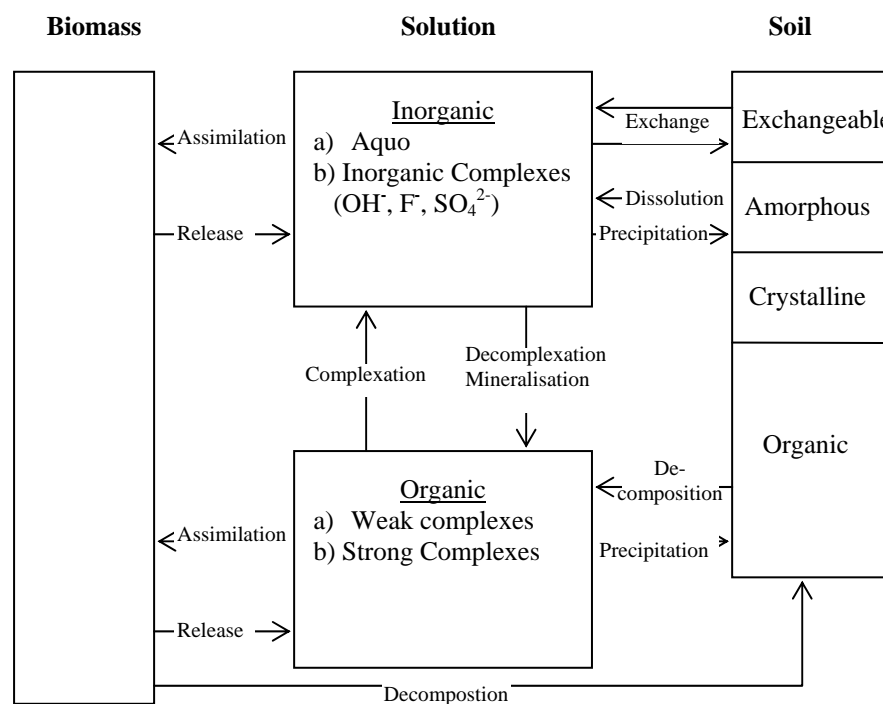 Biomass
Solution
Soil
Inorganic
a) Aquo
b) Inorganic Complexes
(OH⁻, F⁻, SO₄²⁻)
Assimilation
Release
Exchange
Dissolution
Precipitation
Exchangeable
Amorphous
Crystalline
Organic
Complexation
Decomplexation
Mineralisation
Organic
a) Weak complexes
b) Strong Complexes
Assimilation
Release
De-
composition
Precipitation
Decompostion